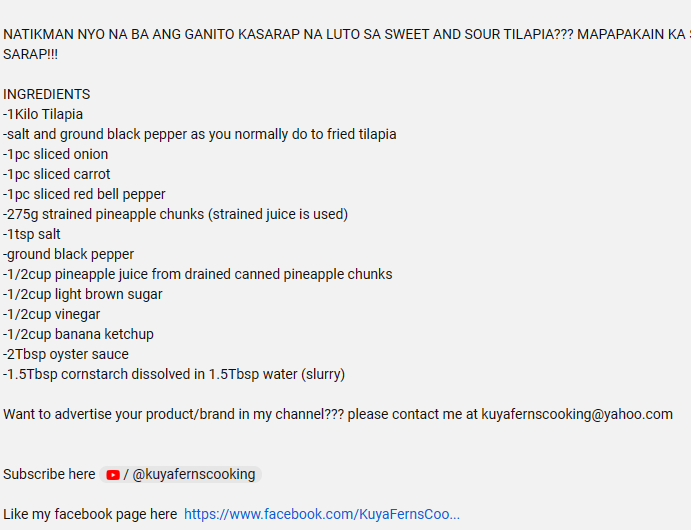 NATIKMAN NYO NA BA ANG GANITO KASARAP NA LUTO SA SWEET AND SOUR TILAPIA??? MAPAPAKAIN KA
SARAP!!!
INGREDIENTS
-1Kilo Tilapia
-salt and ground black pepper as you normally do to fried tilapia
-1pc sliced onion
-1pc sliced carrot
-1pc sliced red bell pepper
-275g strained pineapple chunks (strained juice is used)
-1tsp salt
-ground black pepper
-1/2cup pineapple juice from drained canned pineapple chunks
-1/2cup light brown sugar
-1/2cup vinegar
-1/2cup banana ketchup
-2Tbsp oyster sauce
-1.5Tbsp cornstarch dissolved in 1.5Tbsp water (slurry)
Want to advertise your product/brand in my channel??? please contact me at kuyafernscooking@yahoo.com
Subscribe here / @kuyafernscooking
Like my facebook page here https://www.facebook.com/KuyaFernsCoo...